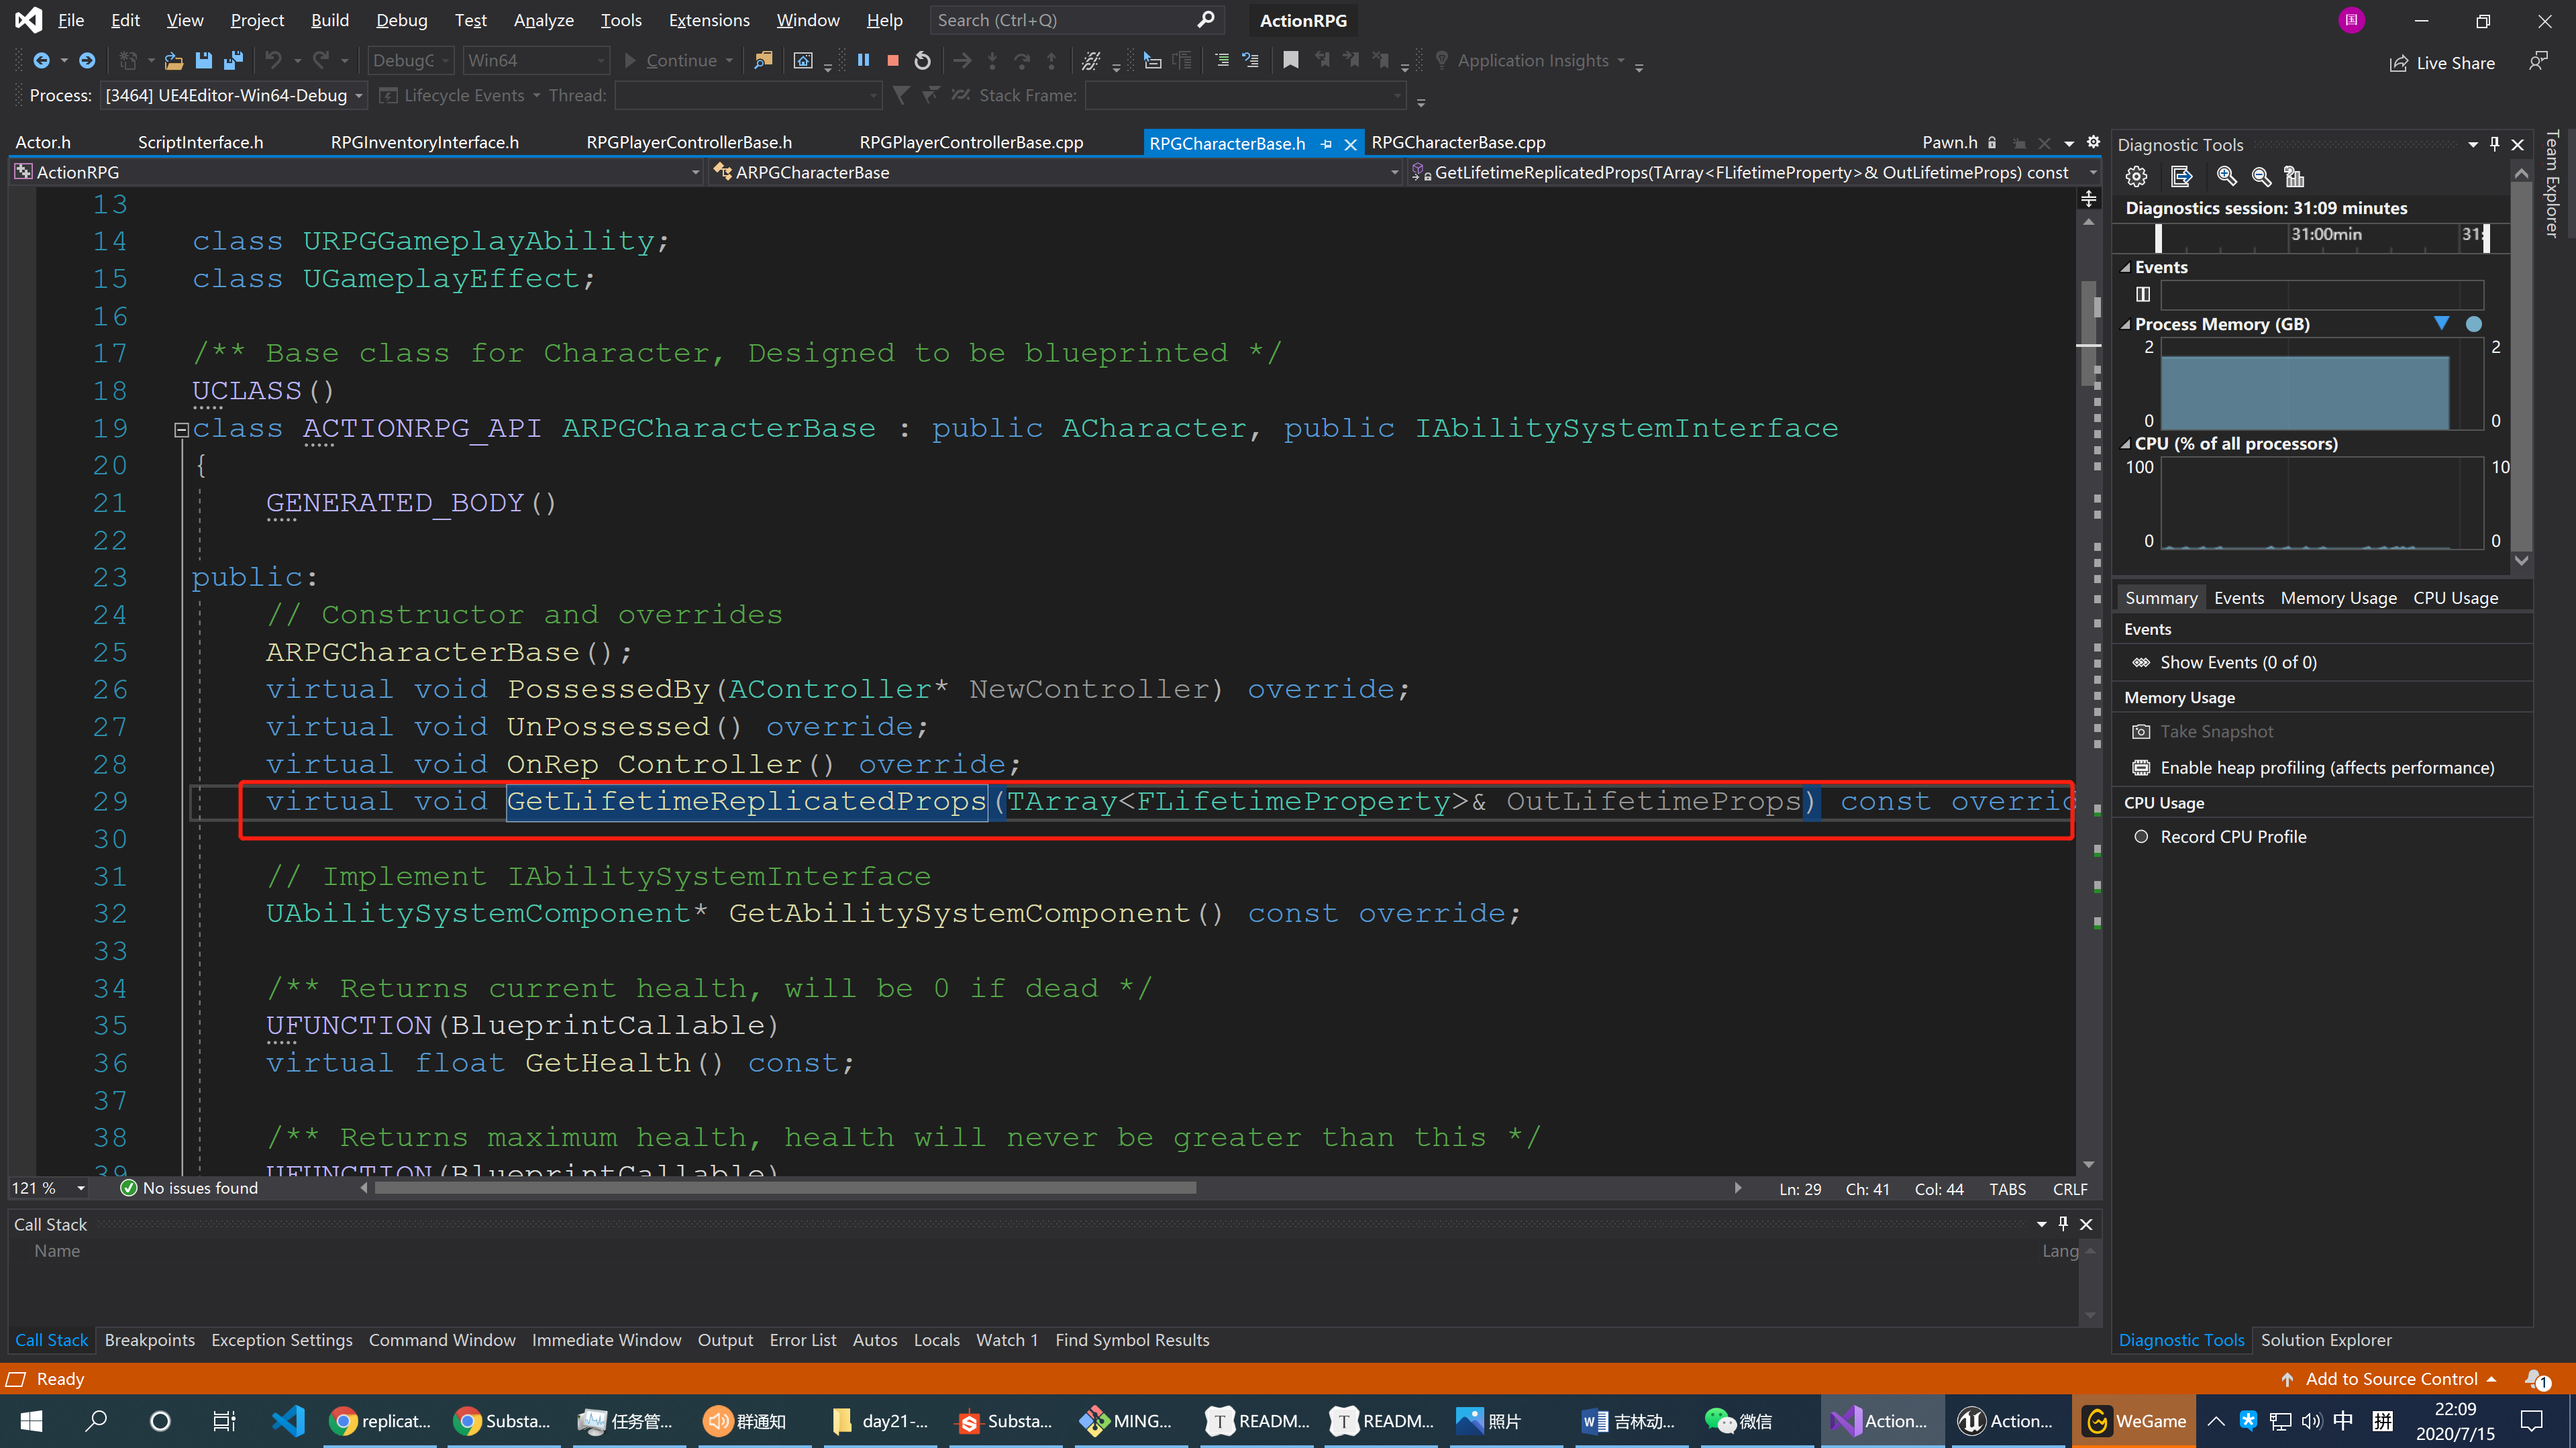 File Edit View Project Build Debug Test Analyze Tools Extensions Window Help Search (Ctrl+Q) ActionRPG 国
DebugG Win64 Continue Application Insights Live Share
Process: [3464] UE4Editor-Win64-Debug Lifecycle Events Thread: Stack Frame:
Actor.h ScriptInterface.h RPGInventoryInterface.h RPGPlayerControllerBase.h RPGPlayerControllerBase.cpp RPGCharacterBase.h RPGCharacterBase.cpp Pawn.h
ActionRPG ARPGCharacterBase GetLifetimeReplicatedProps(TArray<FLifetimeProperty>& OutLifetimeProps) const
13
14 class URPGGameplayAbility;
15 class UGameplayEffect;
16
17 /** Base class for Character, Designed to be blueprinted */
18 UCLASS()
19 class ACTIONRPG_API ARPGCharacterBase : public ACharacter, public IAbilitySystemInterface
20 {
21 GENERATED_BODY()
22
23 public:
24 // Constructor and overrides
25 ARPGCharacterBase();
26 virtual void PossessedBy(AController* NewController) override;
27 virtual void UnPossessed() override;
28 virtual void OnRep_Controller() override;
29 virtual void GetLifetimeReplicatedProps(TArray<FLifetimeProperty>& OutLifetimeProps) const overrid
30
31 // Implement IAbilitySystemInterface
32 UAbilitySystemComponent* GetAbilitySystemComponent() const override;
33
34 /** Returns current health, will be 0 if dead */
35 UFUNCTION(BlueprintCallable)
36 virtual float GetHealth() const;
37
38 /** Returns maximum health, health will never be greater than this */
39 UFUNCTION(BlueprintCallable)
121 % No issues found Ln: 29 Ch: 41 Col: 44 TABS CRLF
Call Stack
Name Lang
Call Stack Breakpoints Exception Settings Command Window Immediate Window Output Error List Autos Locals Watch 1 Find Symbol Results
Diagnostic Tools
Diagnostics session: 31:09 minutes
31:00min 31:
Events
Process Memory (GB)
2 2
0 0
CPU (% of all processors)
100 10
0 0
Summary Events Memory Usage CPU Usage
Events
Show Events (0 of 0)
Memory Usage
Take Snapshot
Enable heap profiling (affects performance)
CPU Usage
Record CPU Profile
Diagnostic Tools Solution Explorer
Team Explorer
Ready Add to Source Control 1
replicat... Substa... 任务管... 群通知 day21-... Substa... MING... READM... READM... 照片 吉林动... 微信 Action... Action... WeGame 中 拼 22:09
2020/7/15